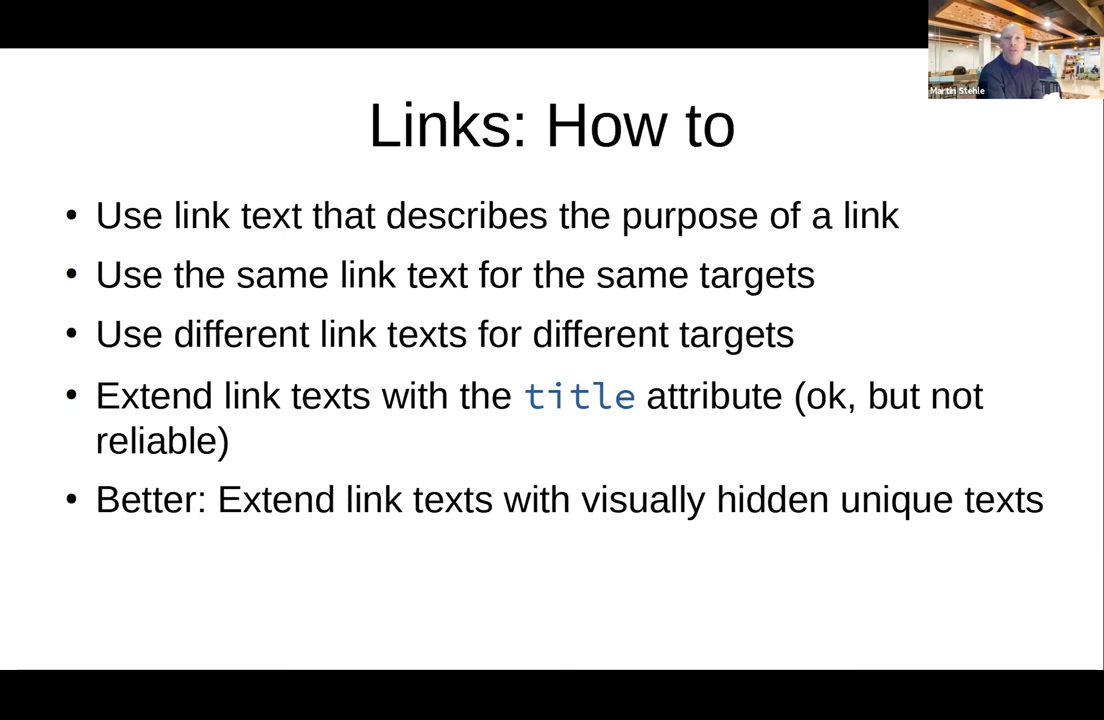 Martin Stehle
Links: How to
• Use link text that describes the purpose of a link
• Use the same link text for the same targets
• Use different link texts for different targets
• Extend link texts with the title attribute (ok, but not
reliable)
• Better: Extend link texts with visually hidden unique texts